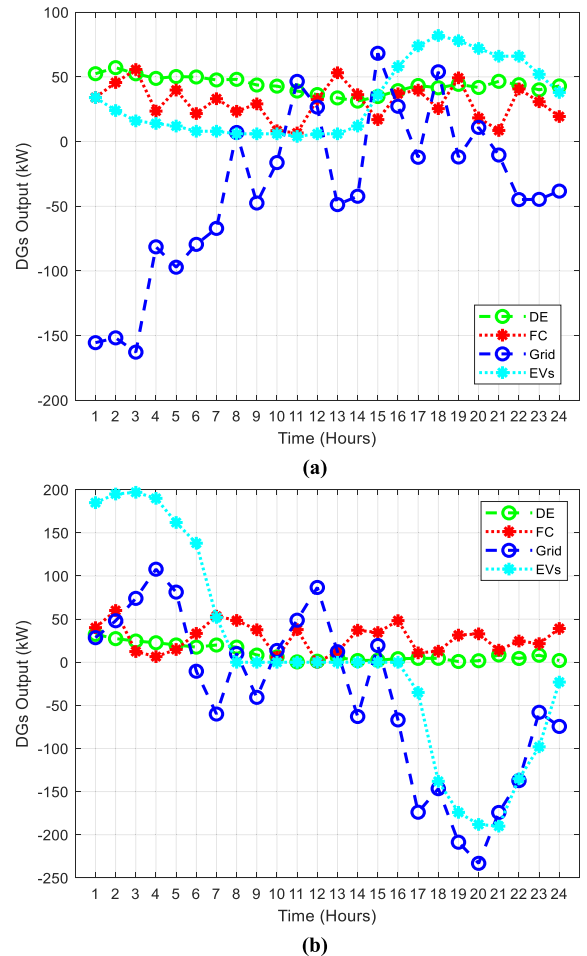 100
50
0
-50
-100
-150
-200
DGs Output (kW)
DE
FC
Grid
EVs
1 2 3 4 5 6 7 8 9 10 11 12 13 14 15 16 17 18 19 20 21 22 23 24
Time (Hours)
(a)
200
150
100
50
0
-50
-100
-150
-200
-250
DGs Output (kW)
DE
FC
Grid
EVs
1 2 3 4 5 6 7 8 9 10 11 12 13 14 15 16 17 18 19 20 21 22 23 24
Time (Hours)
(b)